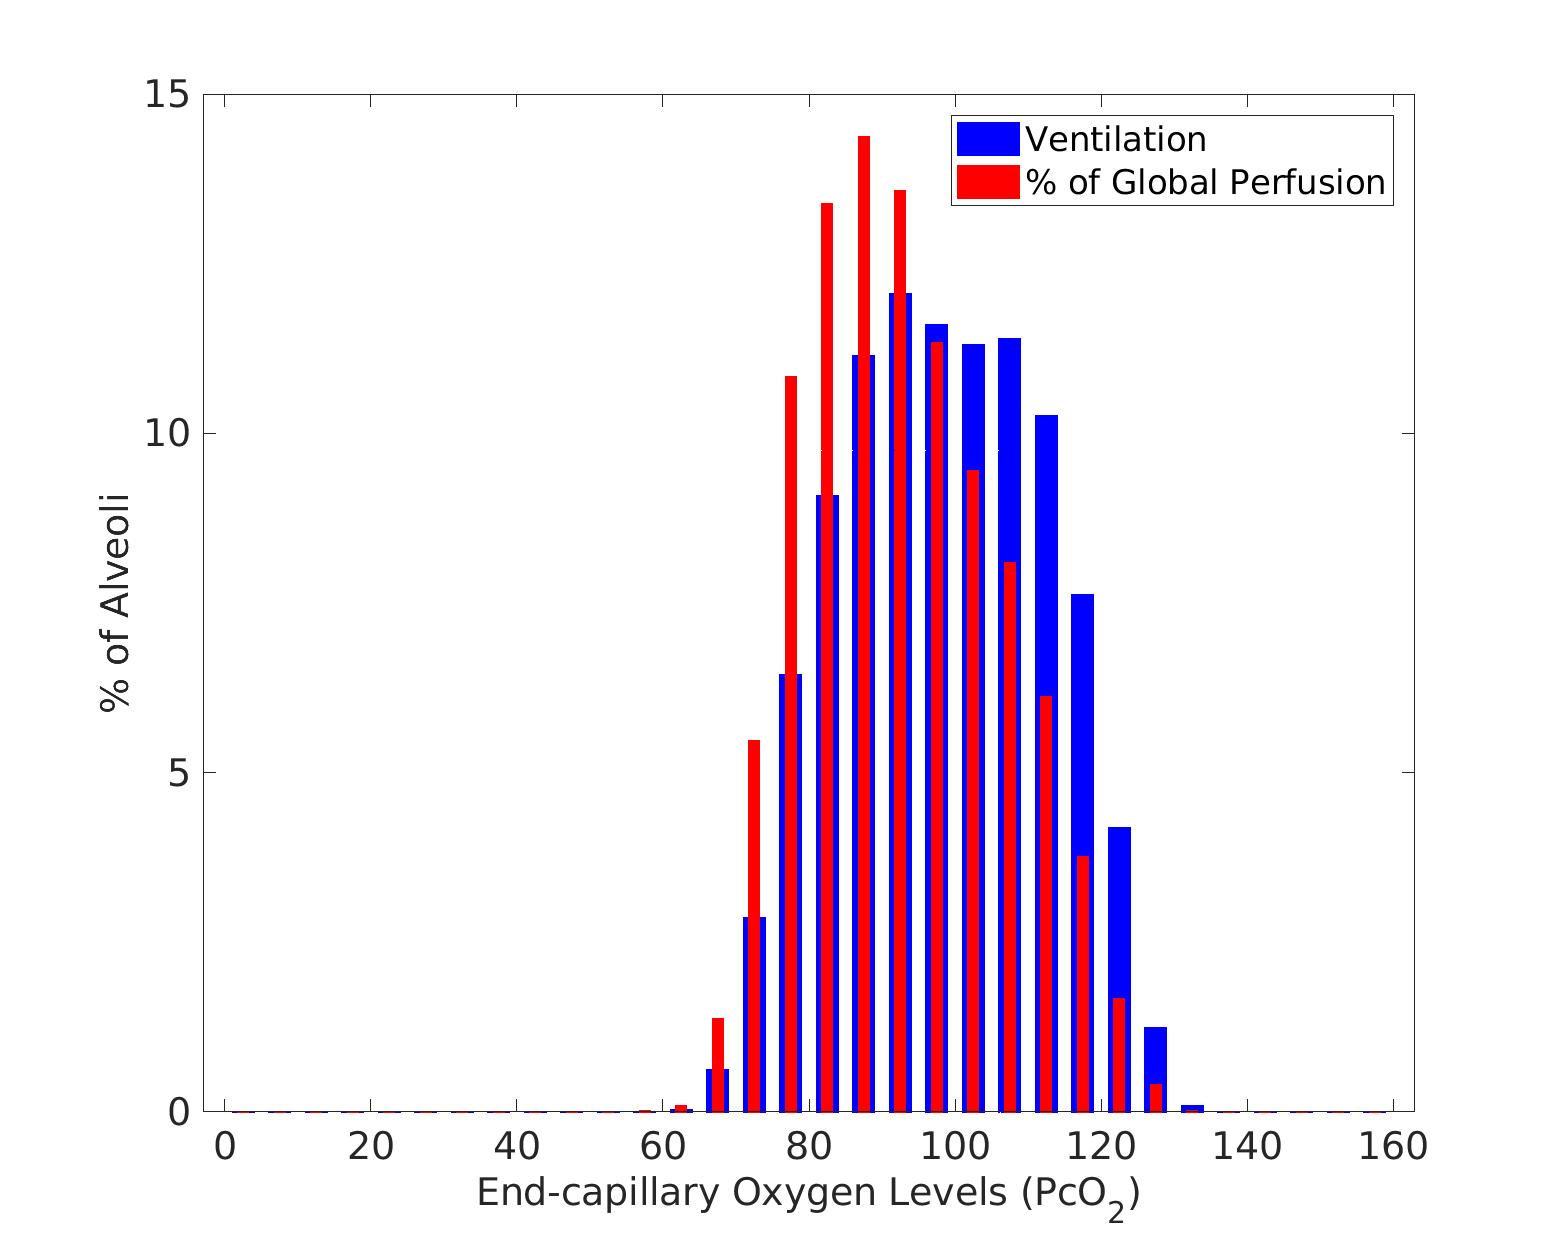 15
Ventilation
% of Global Perfusion
10
% of Alveoli
5
0
0 20 40 60 80 100 120 140 160
End-capillary Oxygen Levels (PcO2)